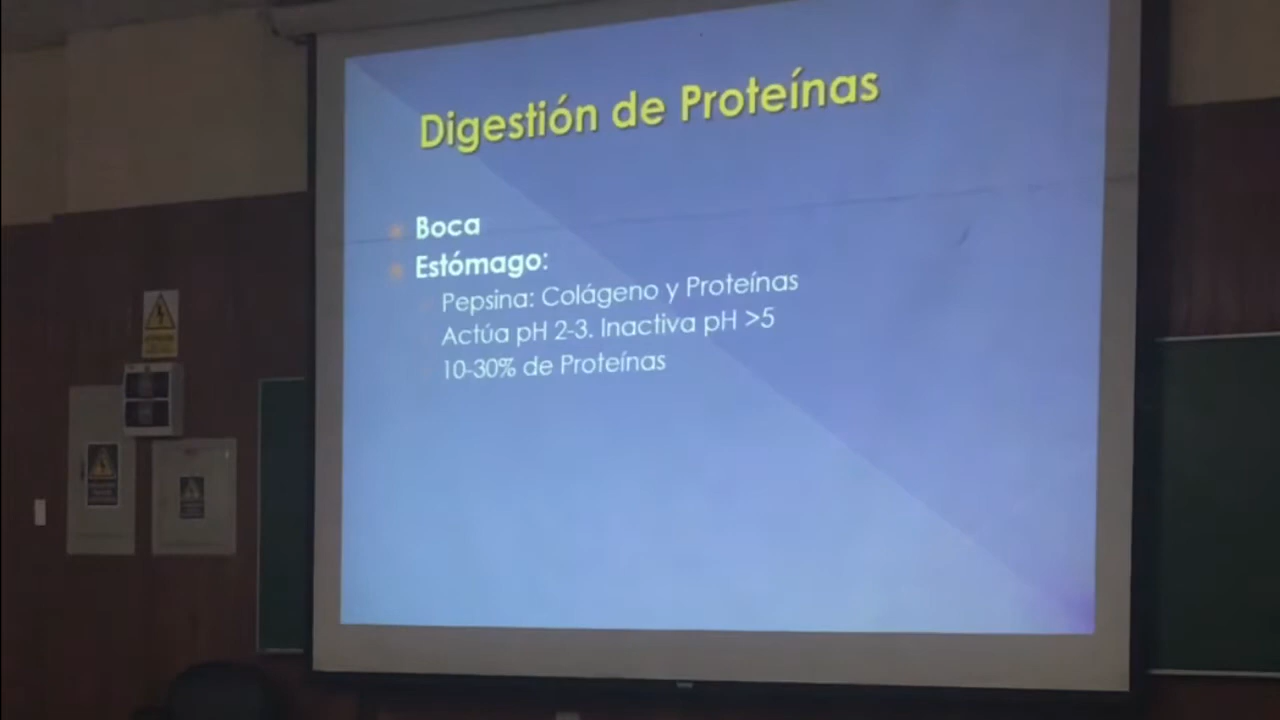 Digestión de Proteínas
Boca
Estómago:
Pepsina: Colágeno y Proteínas
Actúa pH 2-3. Inactiva pH >5
10-30% de Proteínas